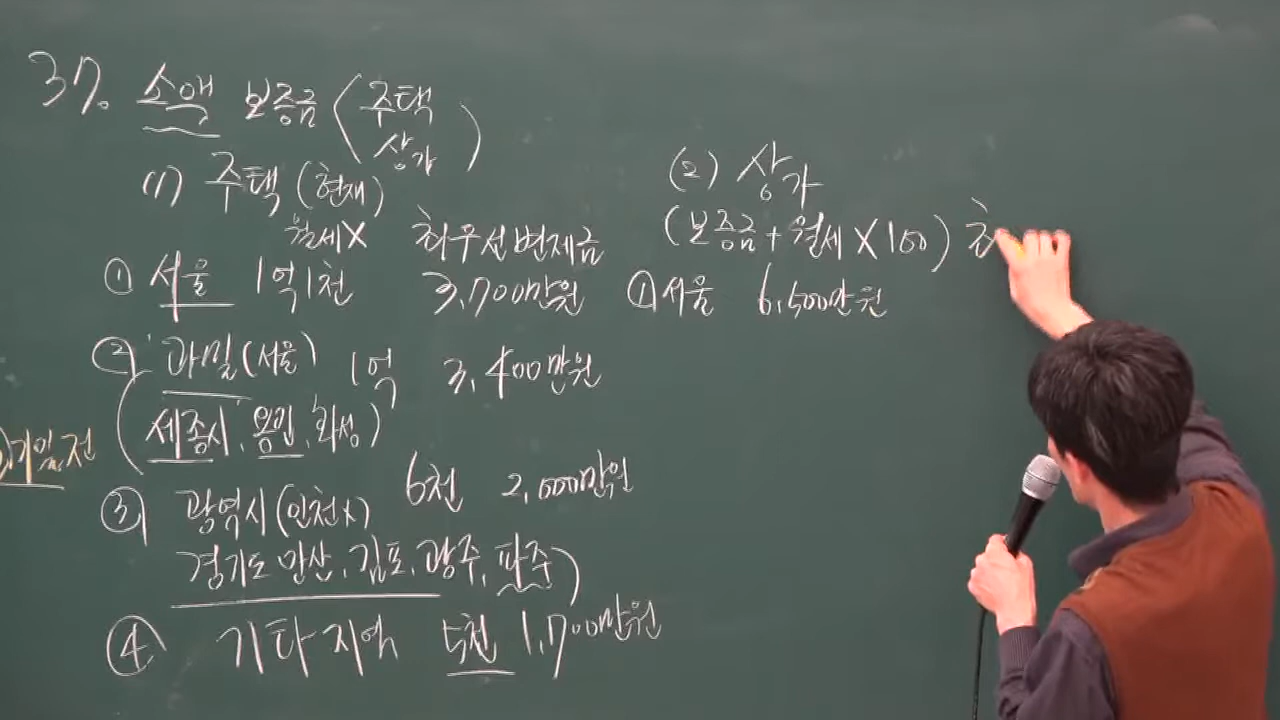 37. 소액 보증금 (주택
상가)
(1) 주택 (현재)
월세X 최우선변제금
① 서울 1억1천 3,700만원
② 과밀(서울) 1억 3,400만원
(세종시, 용인, 화성)
③ 광역시(인천x) 6천 2,000만원
경기도 안산, 김포, 광주, 파주)
④ 기타지역 5천 1,700만원
(2) 상가
(보증금 + 월세 X 100)
① 서울 6,500만원